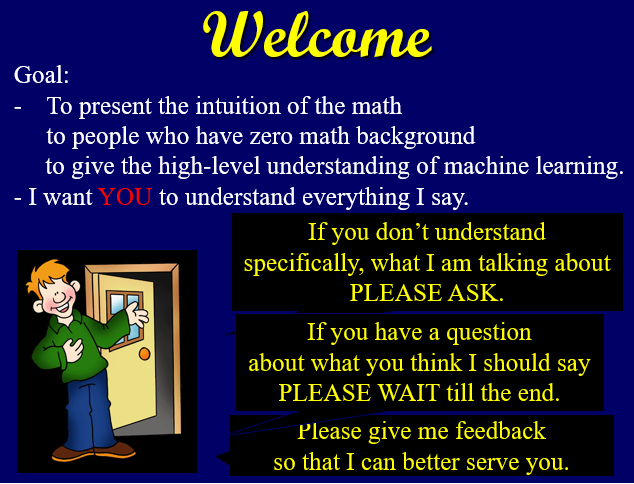 Welcome
Goal:
- To present the intuition of the math
to people who have zero math background
to give the high-level understanding of machine learning.
- I want YOU to understand everything I say.
If you don’t understand
specifically, what I am talking about
PLEASE ASK.
If you have a question
about what you think I should say
PLEASE WAIT till the end.
Please give me feedback
so that I can better serve you.